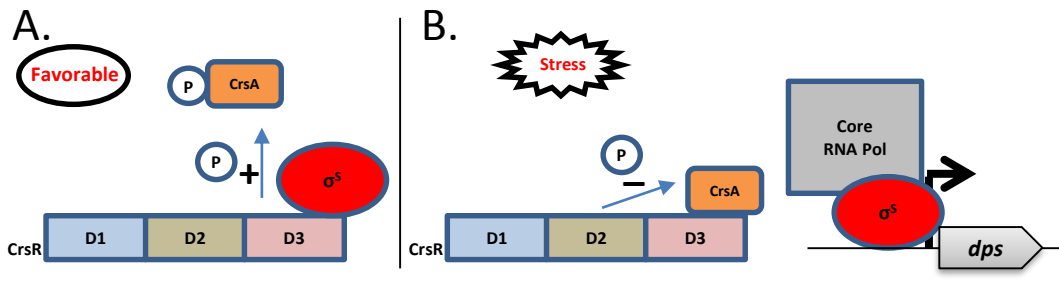 A.
Favorable
P
CrsA
P
+
σS
CrsR
D1
D2
D3
B.
Stress
P
−
CrsA
CrsR
D1
D2
D3
Core
RNA Pol
σS
dps